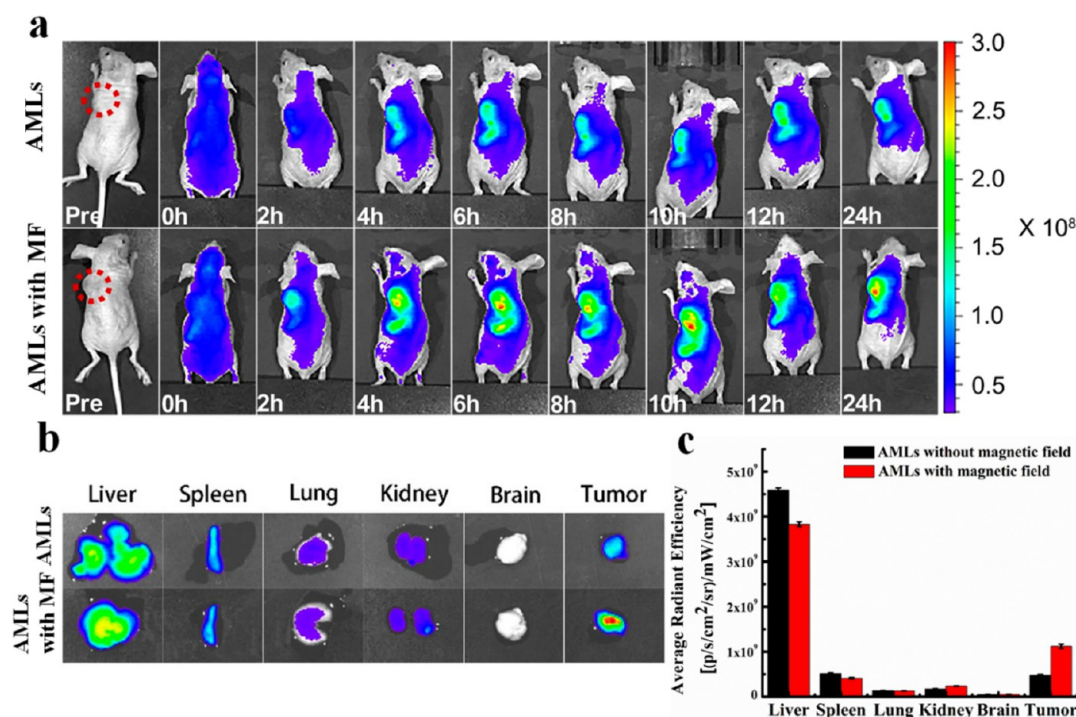 a
AMLs
Pre
0h
2h
4h
6h
8h
10h
12h
24h
AMLs with MF
Pre
0h
2h
4h
6h
8h
10h
12h
24h
3.0
2.5
2.0
1.5
1.0
0.5
X 10⁸
b
Liver
Spleen
Lung
Kidney
Brain
Tumor
AMLs
AMLs
with MF
c
AMLs without magnetic field
AMLs with magnetic field
Average Radiant Efficiency
[(p/s/cm²/sr)/mW/cm²]
5x10⁹
4x10⁹
3x10⁹
2x10⁹
1x10⁹
0
Liver
Spleen
Lung
Kidney
Brain
Tumor